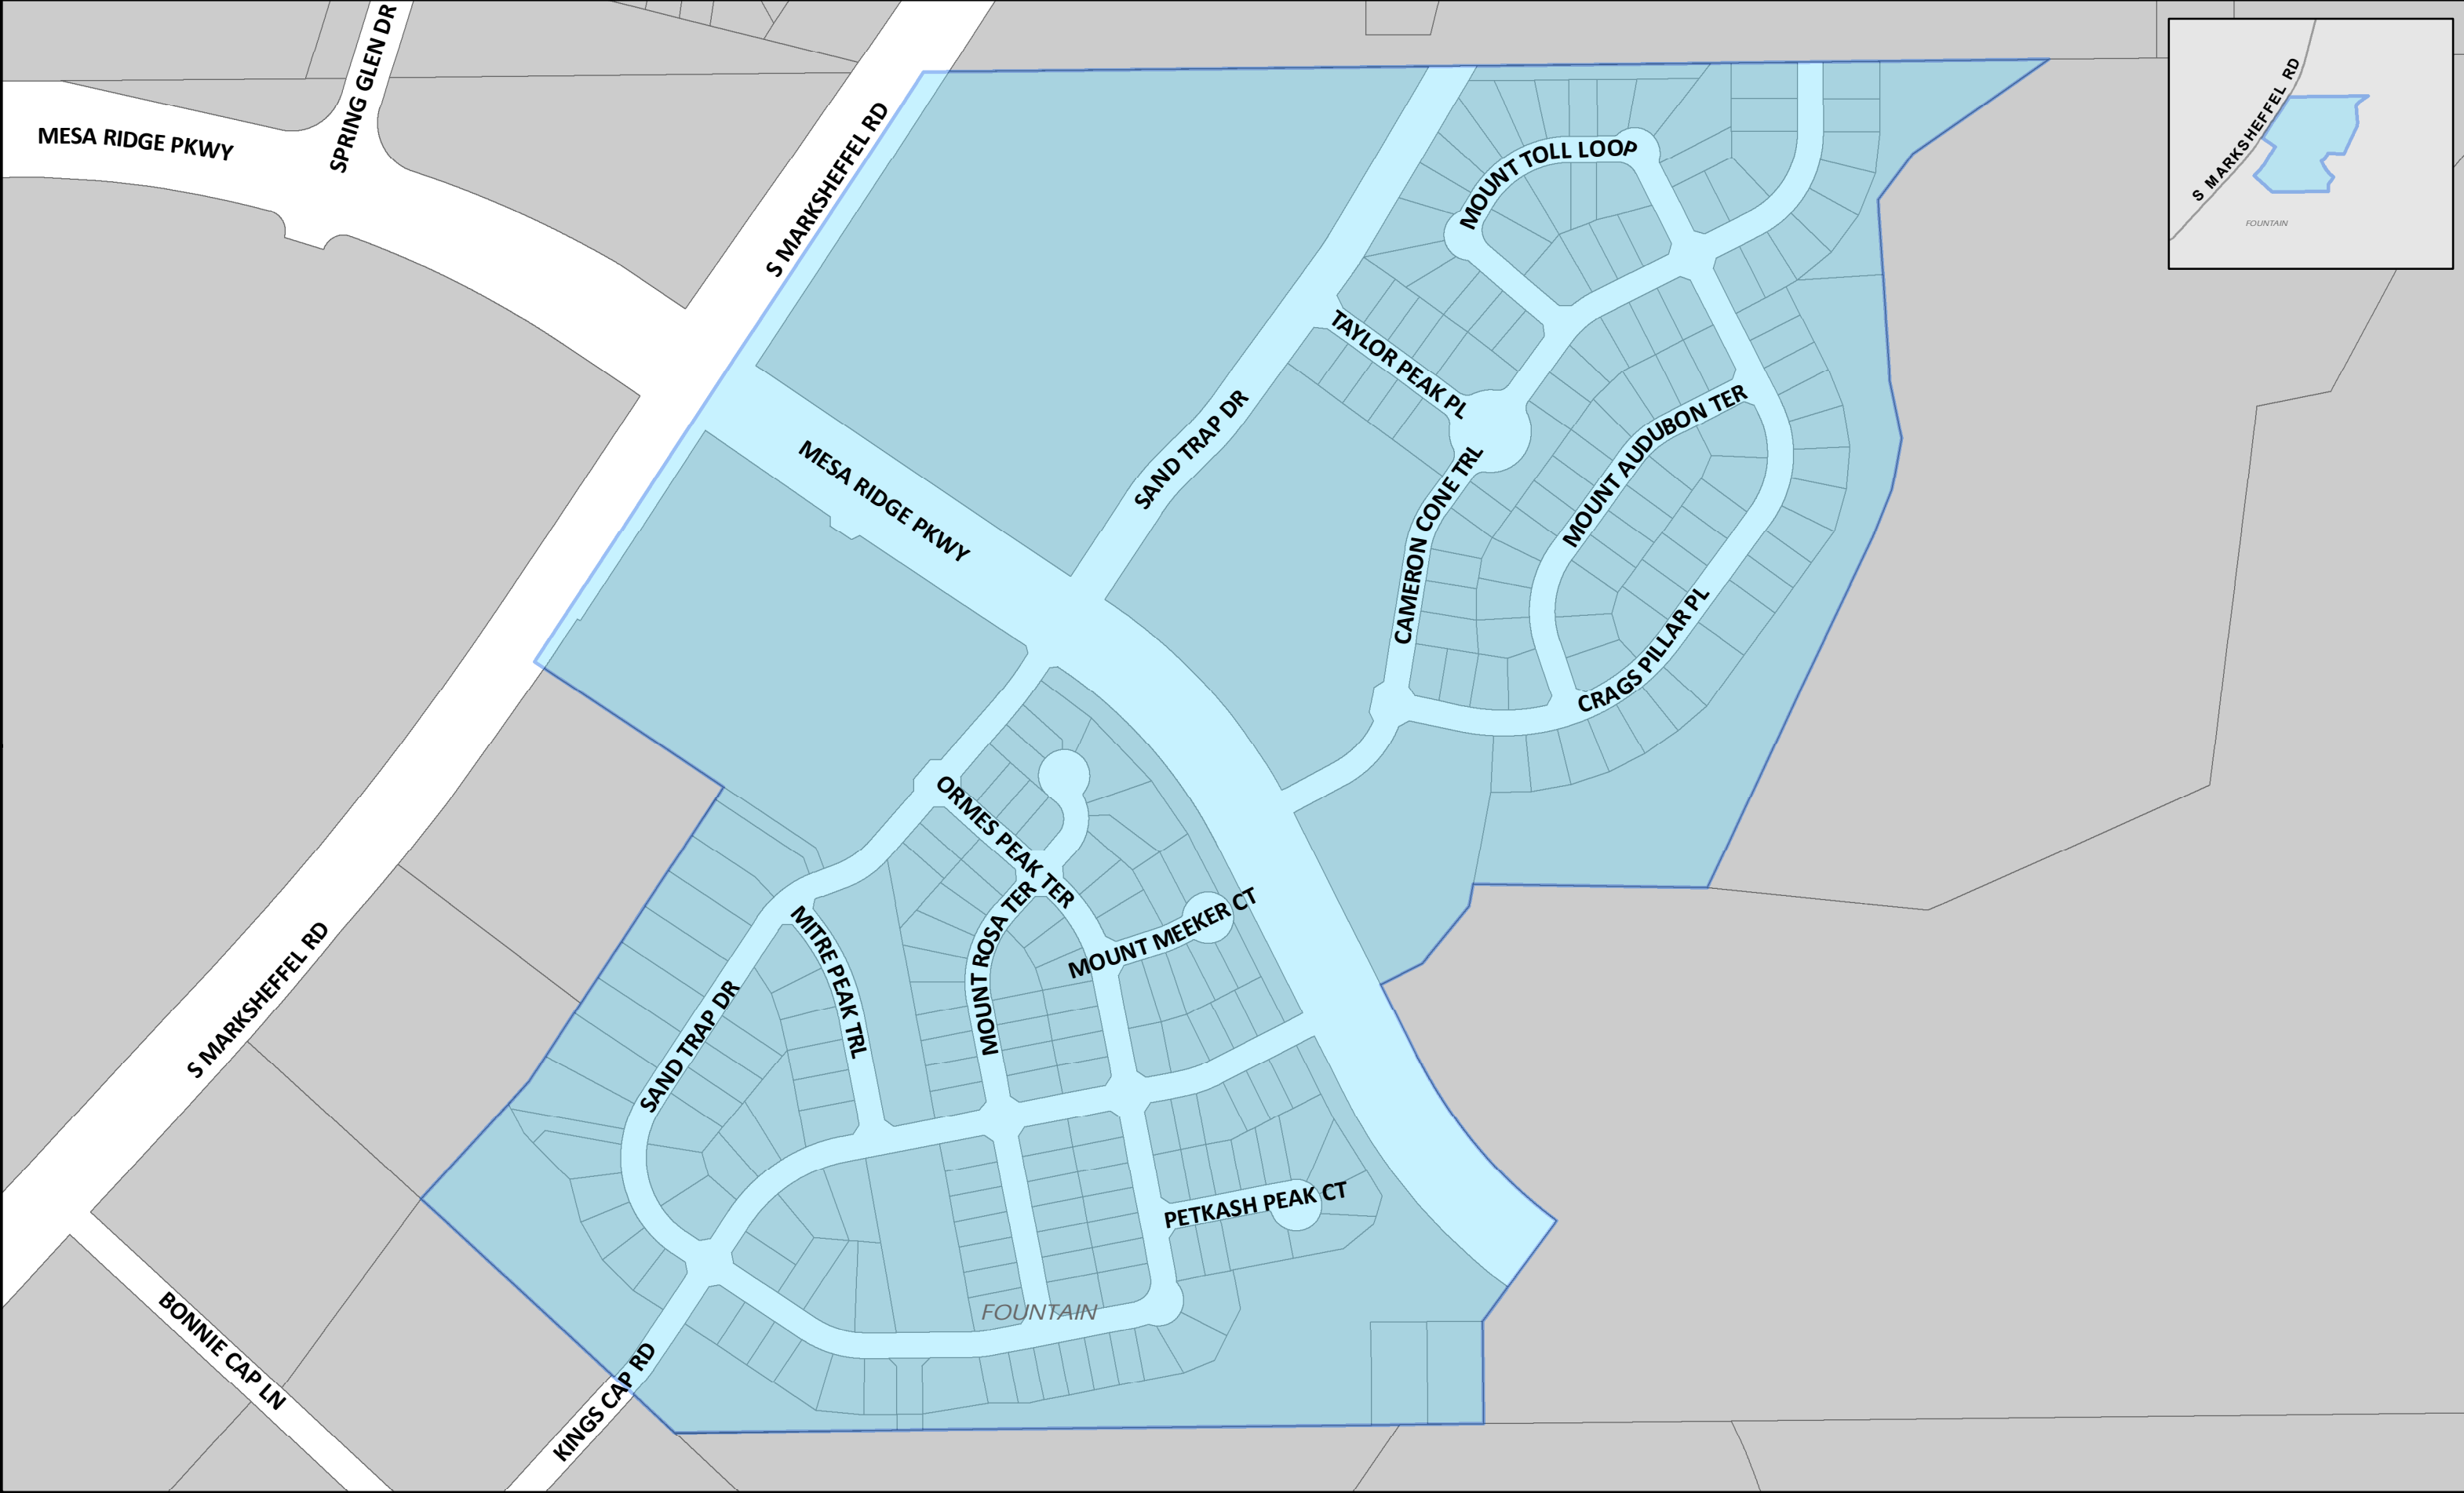 SPRING GLEN DR
MESA RIDGE PKWY
S MARKSHEFFEL RD
MOUNT TOLL LOOP
S MARKSHEFFEL RD
FOUNTAIN
TAYLOR PEAK PL
SAND TRAP DR
MESA RIDGE PKWY
MOUNT AUDUBON TER
CAMERON CONE TRL
CRAGS PILLAR PL
ORMES PEAK TER
MOUNT ROSA TER
MOUNT MEEKER CT
MITRE PEAK TRL
SAND TRAP DR
S MARKSHEFFEL RD
PETKASH PEAK CT
FOUNTAIN
BONNIE CAP LN
KINGS CAP RD